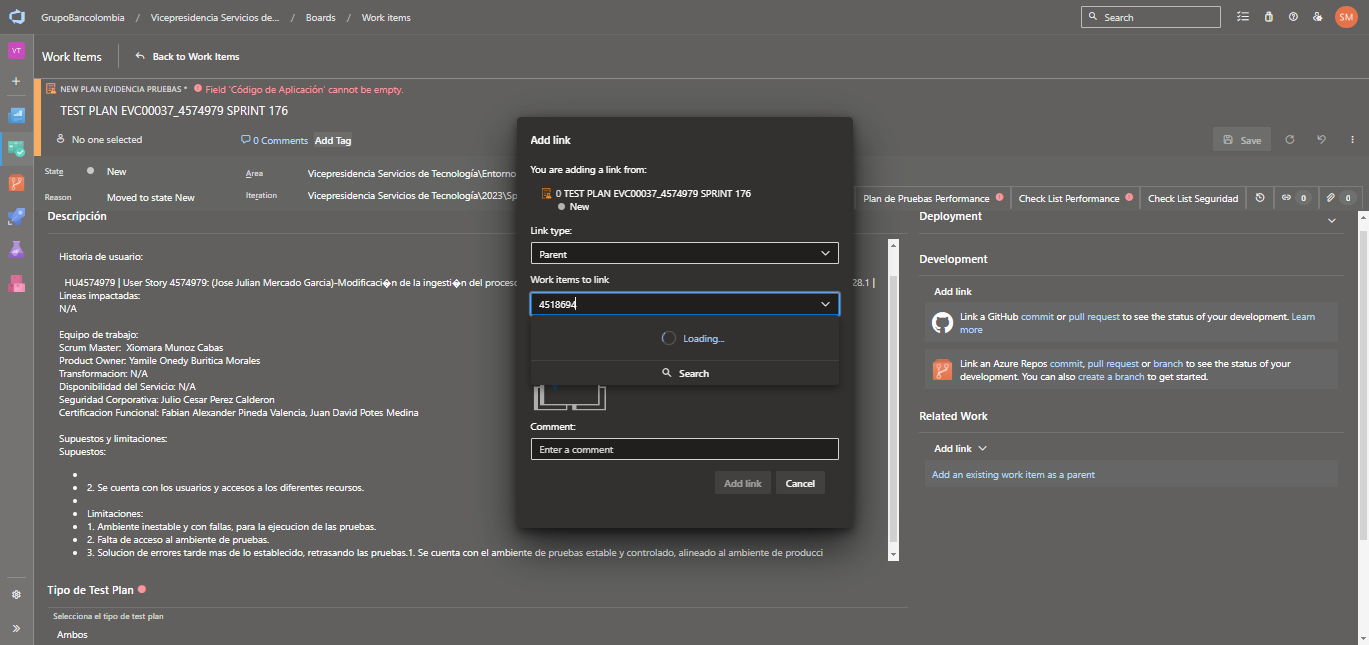 GrupoBancolombia / Vicepresidencia Servicios de... / Boards / Work items
Search
SM
VT
Work Items
Back to Work Items
NEW PLAN EVIDENCIA PRUEBAS * Field 'Código de Aplicación' cannot be empty.
TEST PLAN EVC00037_4574979 SPRINT 176
No one selected
0 Comments
Add Tag
Save
State
New
Area
Vicepresidencia Servicios de Tecnología\Entorno
Reason
Moved to state New
Iteration
Vicepresidencia Servicios de Tecnología\2023\Sp
Plan de Pruebas Performance
Check List Performance
Check List Seguridad
0
0
Descripción
Historia de usuario:
HU4574979 | User Story 4574979: (Jose Julian Mercado Garcia)-Modificaci�n de la ingesti�n del proceso
28.1 |
Lineas impactadas:
N/A
Equipo de trabajo:
Scrum Master: Xiomara Munoz Cabas
Product Owner: Yamile Onedy Buritica Morales
Transformacion: N/A
Disponibilidad del Servicio: N/A
Seguridad Corporativa: Julio Cesar Perez Calderon
Certificacion Funcional: Fabian Alexander Pineda Valencia, Juan David Potes Medina
Supuestos y limitaciones:
Supuestos:
•
• 2. Se cuenta con los usuarios y accesos a los diferentes recursos.
•
• Limitaciones:
• 1. Ambiente inestable y con fallas, para la ejecucion de las pruebas.
• 2. Falta de acceso al ambiente de pruebas.
• 3. Solucion de errores tarde mas de lo establecido, retrasando las pruebas.1. Se cuenta con el ambiente de pruebas estable y controlado, alineado al ambiente de producci
Tipo de Test Plan
Selecciona el tipo de test plan
Ambos
Add link
You are adding a link from:
0 TEST PLAN EVC00037_4574979 SPRINT 176
New
Link type:
Parent
Work items to link
4518694
Loading...
Search
Comment:
Enter a comment
Add link
Cancel
Deployment
Development
Add link
Link a GitHub commit or pull request to see the status of your development. Learn
more
Link an Azure Repos commit, pull request or branch to see the status of your
development. You can also create a branch to get started.
Related Work
Add link
Add an existing work item as a parent